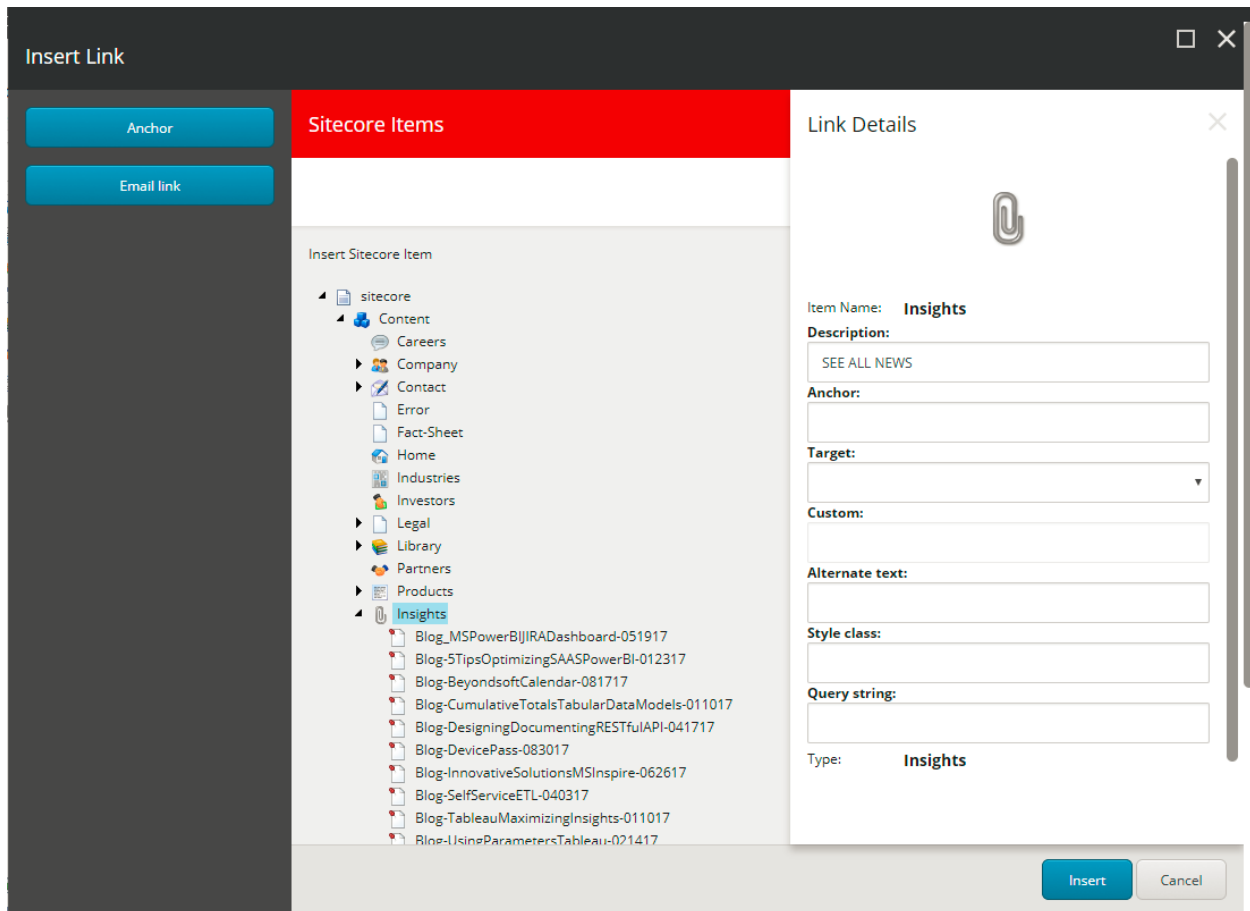 Insert Link
Anchor
Email link
Sitecore Items
Insert Sitecore Item
sitecore
Content
Careers
Company
Contact
Error
Fact-Sheet
Home
Industries
Investors
Legal
Library
Partners
Products
Insights
Blog_MSPowerBIJIRADashboard-051917
Blog-5TipsOptimizingSAASPowerBI-012317
Blog-BeyondsoftCalendar-081717
Blog-CumulativeTotalsTabularDataModels-011017
Blog-DesigningDocumentingRESTfulAPI-041717
Blog-DevicePass-083017
Blog-InnovativeSolutionsMSInspire-062617
Blog-SelfServiceETL-040317
Blog-TableauMaximizingInsights-011017
Blog-UsingParametersTableau-021417
Link Details
Item Name: Insights
Description:
SEE ALL NEWS
Anchor:
Target:
Custom:
Alternate text:
Style class:
Query string:
Type: Insights
Insert
Cancel